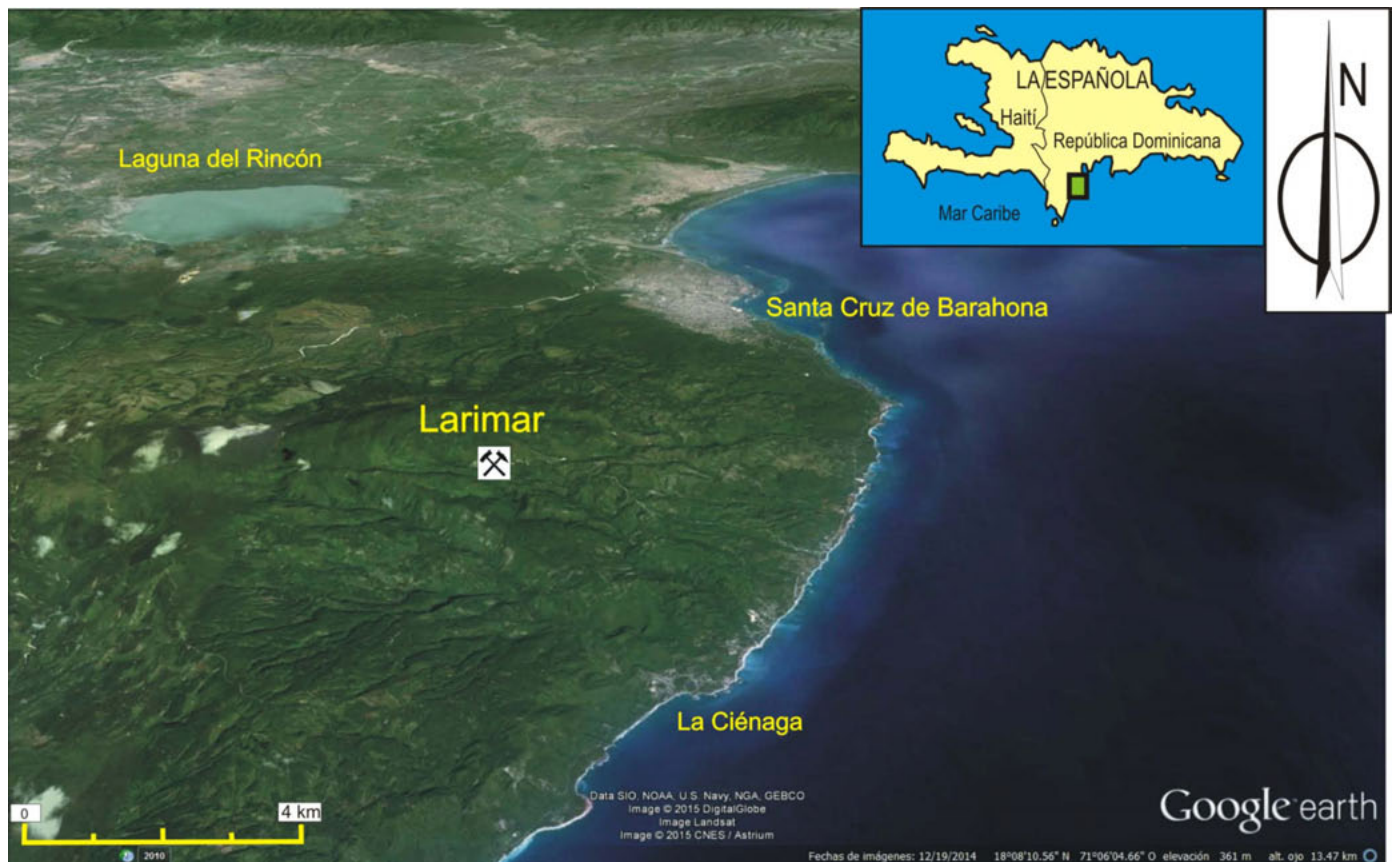 LA ESPAÑOLA
Haití
República Dominicana
Mar Caribe
N
Laguna del Rincón
Santa Cruz de Barahona
Larimar
La Ciénaga
0
4 km
Data SIO, NOAA, U.S. Navy, NGA, GEBCO
Image © 2015 DigitalGlobe
Image Landsat
Image © 2015 CNES / Astrium
Google earth
2010
Fechas de imágenes: 12/19/2014 18°08'10.56" N 71°06'04.66" O elevación 361 m alt. ojo 13.47 km